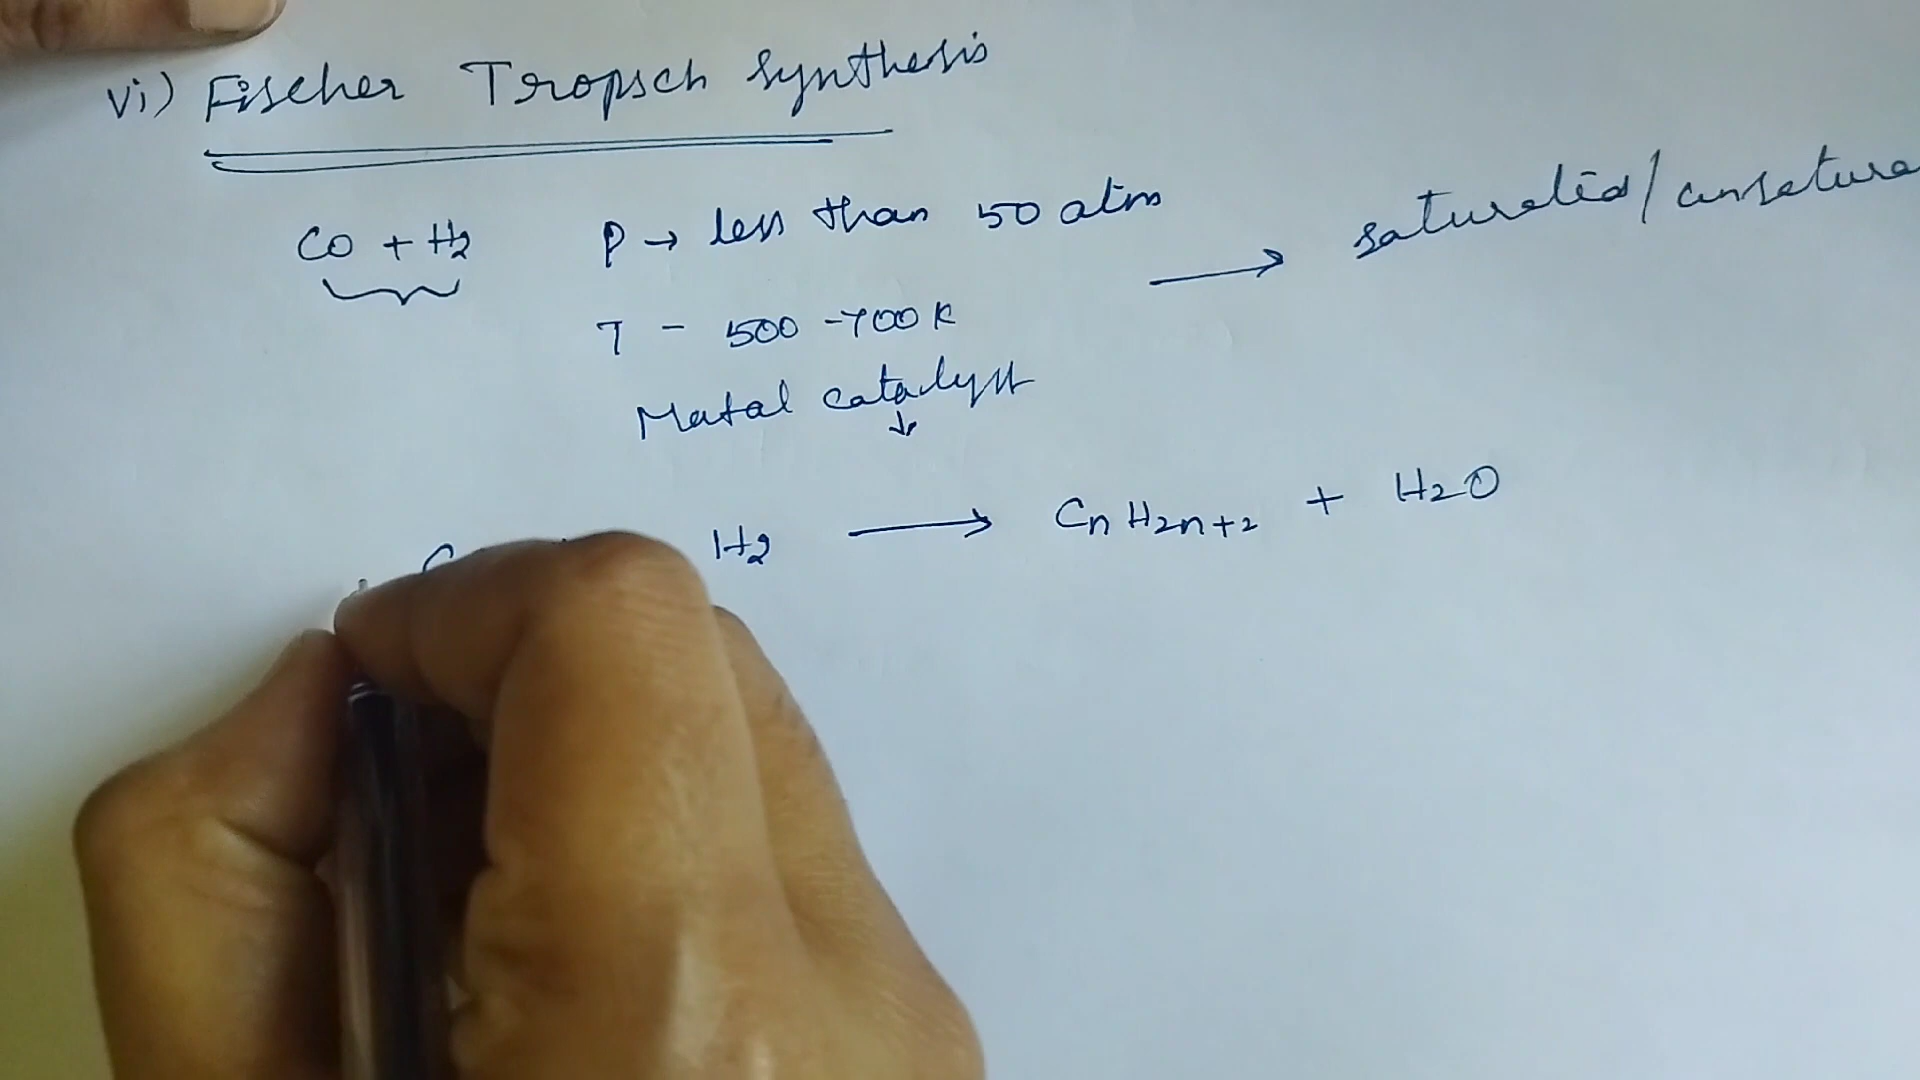 vi) Fischer Tropsch Synthesis
CO + H2 P → less than 50 atm → saturated/unsatura
T - 500 - 700 K
Metal catalyst
↓
C H2 → CnH2n+2 + H2O